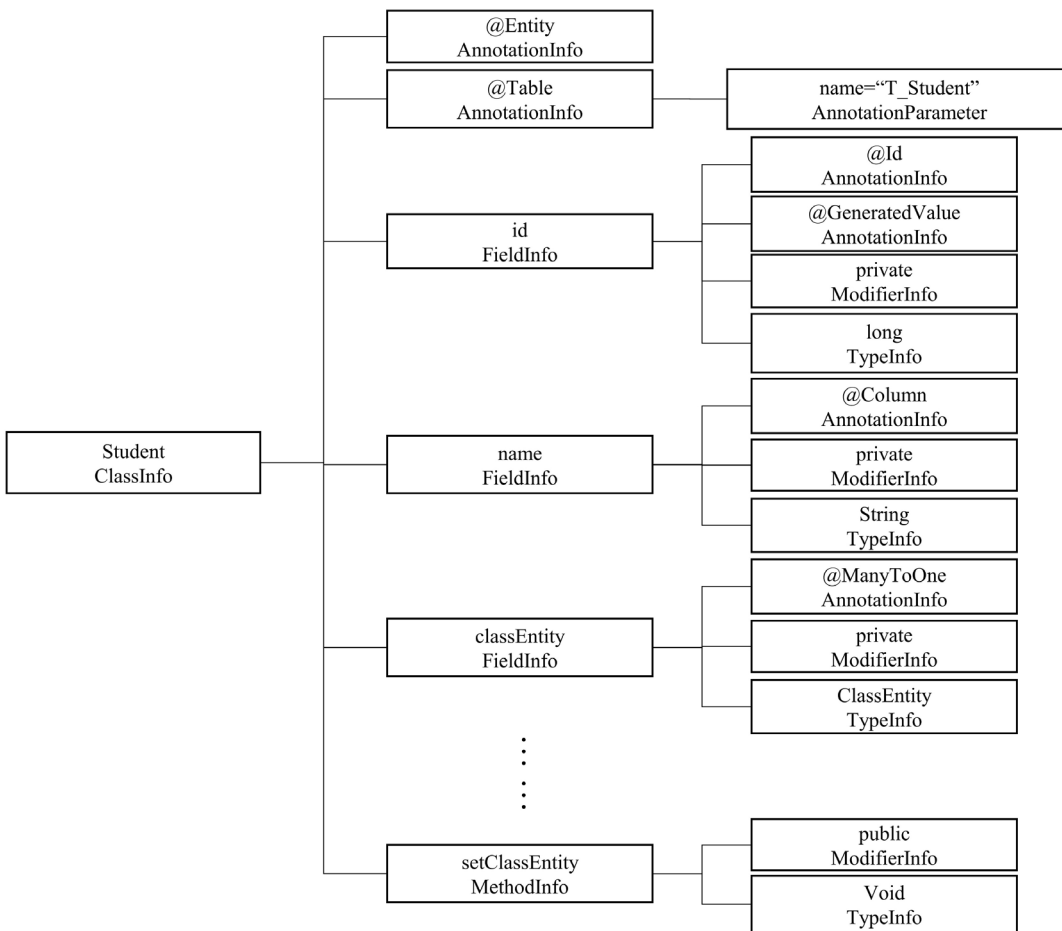 @Entity
AnnotationInfo
@Table
AnnotationInfo
name=“T_Student”
AnnotationParameter
@Id
AnnotationInfo
@GeneratedValue
AnnotationInfo
id
FieldInfo
private
ModifierInfo
long
TypeInfo
@Column
AnnotationInfo
Student
ClassInfo
name
FieldInfo
private
ModifierInfo
String
TypeInfo
@ManyToOne
AnnotationInfo
classEntity
FieldInfo
private
ModifierInfo
ClassEntity
TypeInfo
public
ModifierInfo
setClassEntity
MethodInfo
Void
TypeInfo